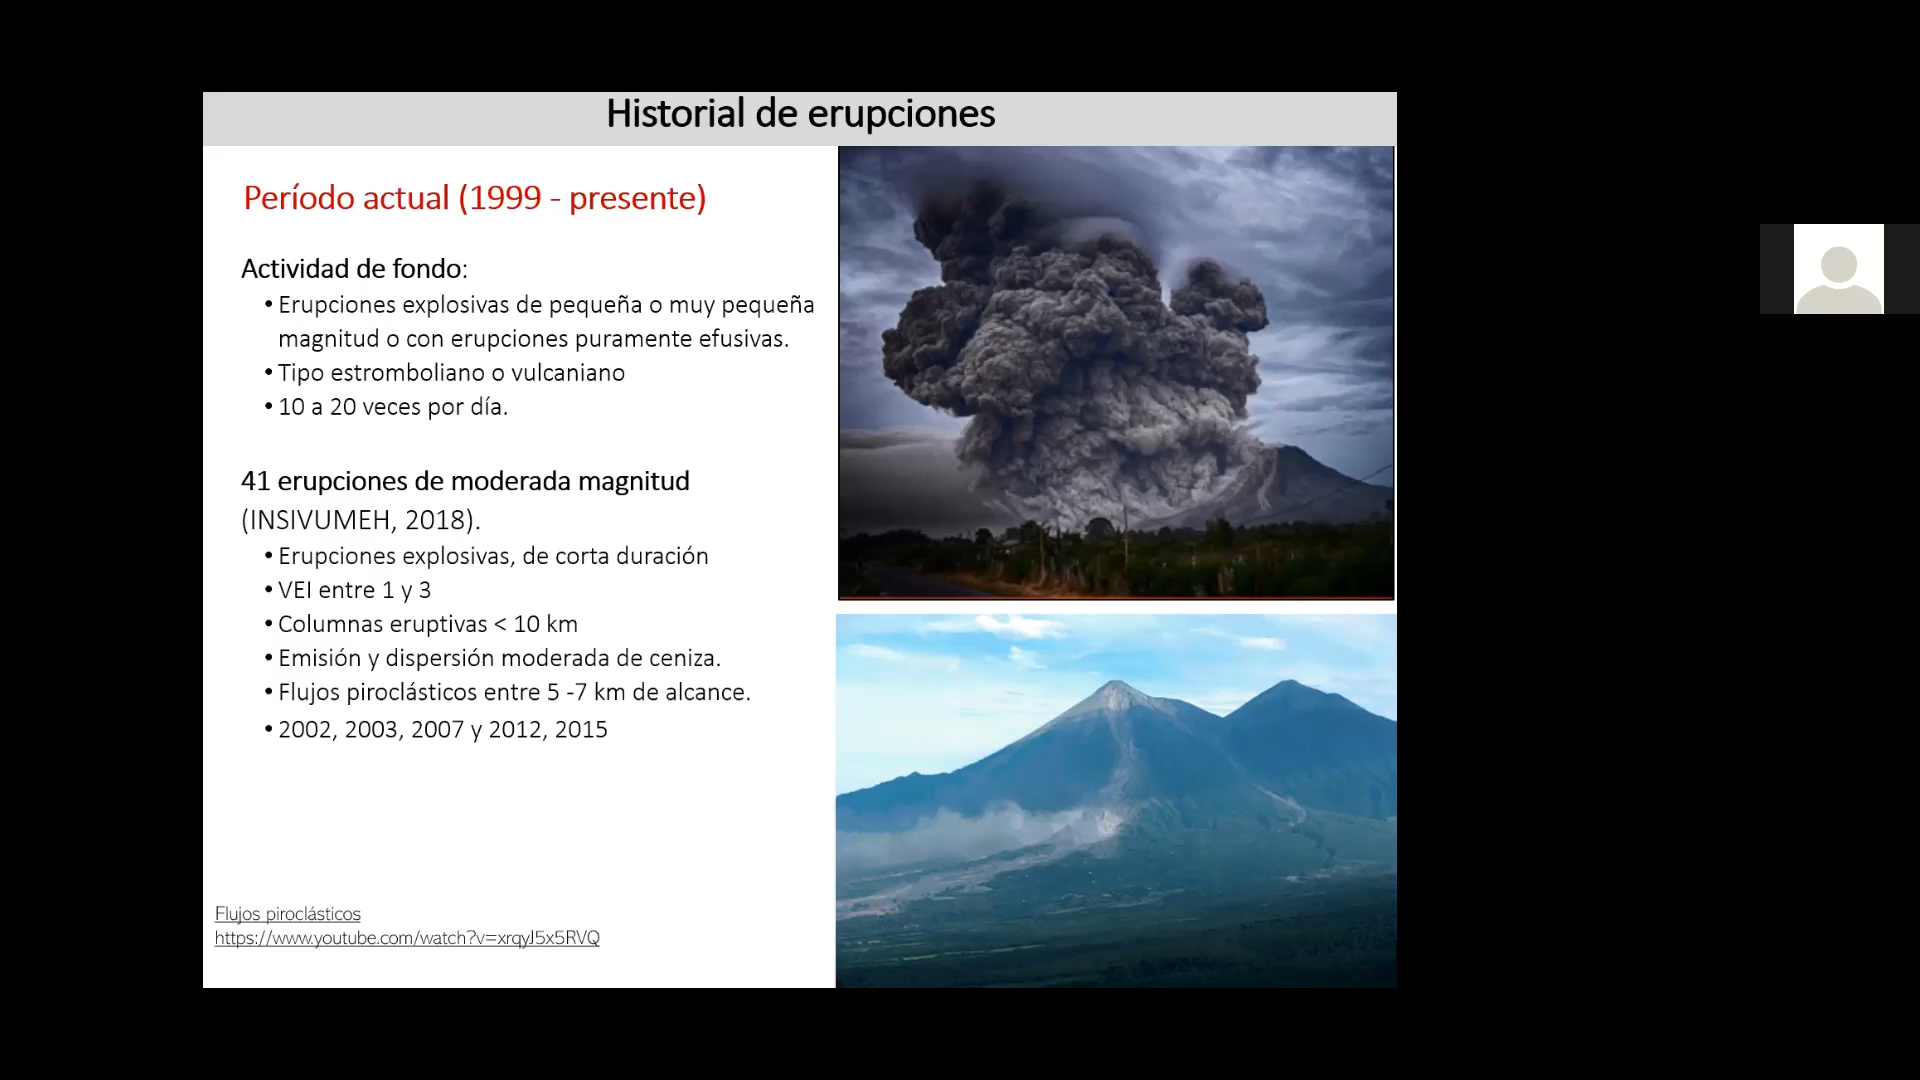 Historial de erupciones
Período actual (1999 - presente)
Actividad de fondo:
• Erupciones explosivas de pequeña o muy pequeña
magnitud o con erupciones puramente efusivas.
• Tipo estromboliano o vulcaniano
• 10 a 20 veces por día.
41 erupciones de moderada magnitud
(INSIVUMEH, 2018).
• Erupciones explosivas, de corta duración
• VEI entre 1 y 3
• Columnas eruptivas < 10 km
• Emisión y dispersión moderada de ceniza.
• Flujos piroclásticos entre 5 -7 km de alcance.
• 2002, 2003, 2007 y 2012, 2015
Flujos piroclásticos
https://www.youtube.com/watch?v=xrqyJ5x5RVQ